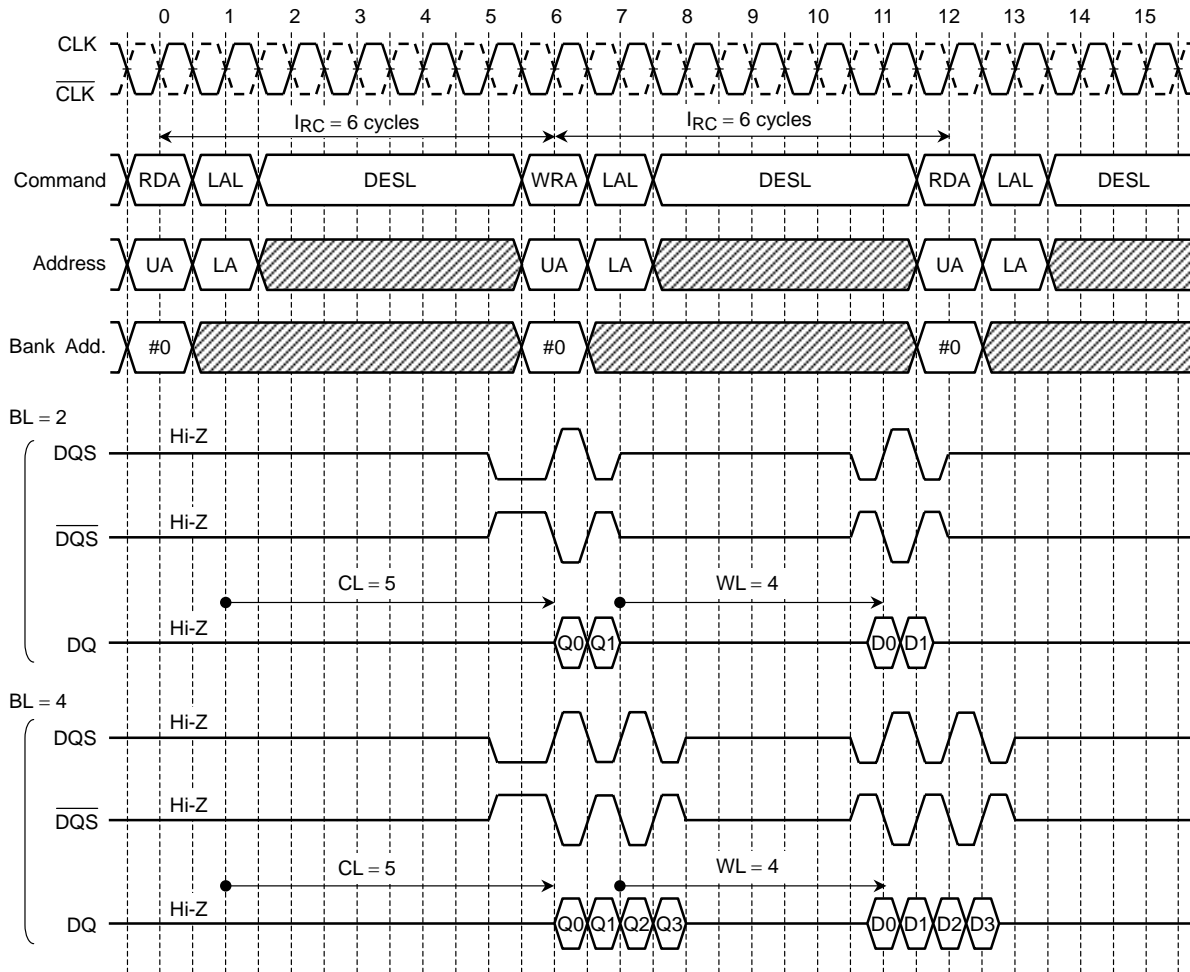 0 1 2 3 4 5 6 7 8 9 10 11 12 13 14 15
CLK
CLK
IRC = 6 cycles IRC = 6 cycles
Command RDA LAL DESL WRA LAL DESL RDA LAL DESL
Address UA LA UA LA UA LA
Bank Add. #0 #0 #0
BL = 2
DQS Hi-Z
DQS Hi-Z
CL = 5 WL = 4
DQ Hi-Z Q0 Q1 D0 D1
BL = 4
DQS Hi-Z
DQS Hi-Z
CL = 5 WL = 4
DQ Hi-Z Q0 Q1 Q2 Q3 D0 D1 D2 D3